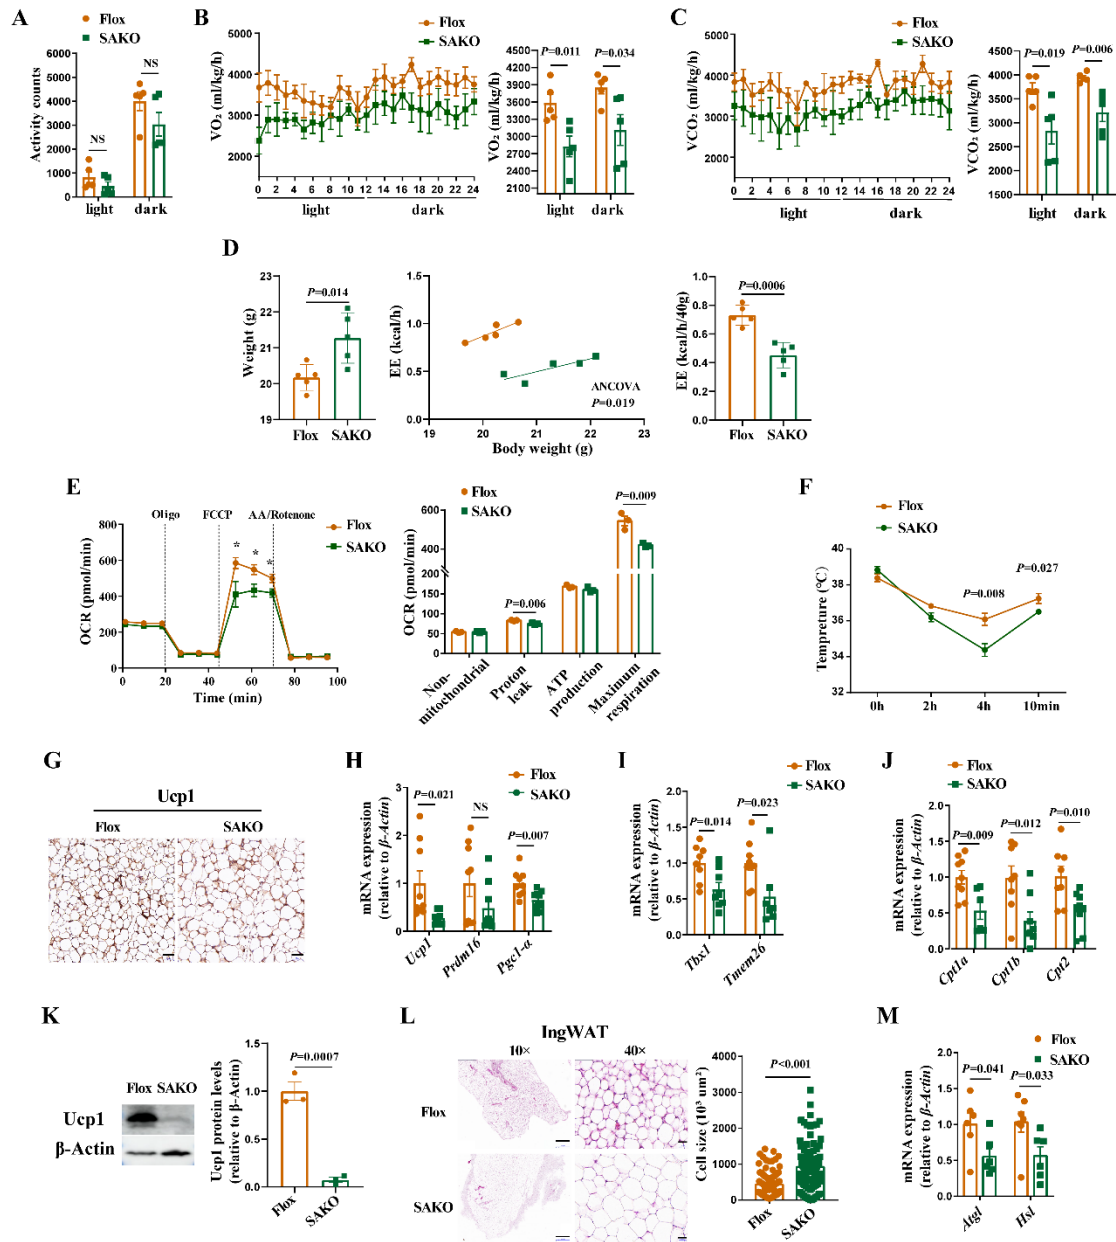 A
Flox
SAKO
Activity counts
6000
5000
4000
3000
2000
1000
0
NS
NS
light
dark
B
Flox
SAKO
VO₂ (ml/kg/h)
5000
4000
3000
2000
0 2 4 6 8 10 12 14 16 18 20 22 24
light
dark
VO₂ (ml/kg/h)
4500
4200
3900
3600
3300
3000
2700
2400
2100
P=0.011
P=0.034
light
dark
C
Flox
SAKO
VCO₂ (ml/kg/h)
5000
4000
3000
2000
0 2 4 6 8 10 12 14 16 18 20 22 24
light
dark
VCO₂ (ml/kg/h)
4500
4000
3500
3000
2500
2000
1500
P=0.019
P=0.006
light
dark
D
Weight (g)
23
22
21
20
19
P=0.014
Flox
SAKO
EE (kcal/h)
1.5
1.0
0.5
0.0
ANCOVA
P=0.019
19 20 21 22 23
Body weight (g)
EE (kcal/h/40g)
1.0
0.8
0.6
0.4
0.2
0.0
P=0.0006
Flox
SAKO
E
Oligo
FCCP
AA/Rotenone
Flox
SAKO
OCR (pmol/min)
800
600
400
200
0
* * *
0 20 40 60 80 100
Time (min)
Flox
SAKO
OCR (pmol/min)
600
400
200
150
100
50
0
P=0.006
P=0.009
Non-mitochondrial
Proton leak
ATP production
Maximum respiration
F
Flox
SAKO
Tempreture (℃)
42
40
38
36
34
32
P=0.008
P=0.027
0h 2h 4h 10min
G
Ucp1
Flox
SAKO
H
Flox
SAKO
mRNA expression
(relative to β-Actin)
3
2
1
0
P=0.021
NS
P=0.007
Ucp1
Prdm16
Pgc1-α
I
Flox
SAKO
mRNA expression
(relative to β-Actin)
2.0
1.5
1.0
0.5
0.0
P=0.014
P=0.023
Tbx1
Tmem26
J
Flox
SAKO
mRNA expression
(relative to β-Actin)
2.0
1.5
1.0
0.5
0.0
P=0.009
P=0.012
P=0.010
Cpt1a
Cpt1b
Cpt2
K
Flox SAKO
Ucp1
β-Actin
Ucp1 protein levels
(relative to β-Actin)
1.5
1.0
0.5
0.0
P=0.0007
Flox
SAKO
L
IngWAT
10×
40×
Flox
SAKO
Cell size (10³ um²)
4000
3000
2000
1000
0
P<0.001
Flox
SAKO
M
Flox
SAKO
mRNA expression
(relative to β-Actin)
2.0
1.5
1.0
0.5
0.0
P=0.041
P=0.033
Atgl
Hsl